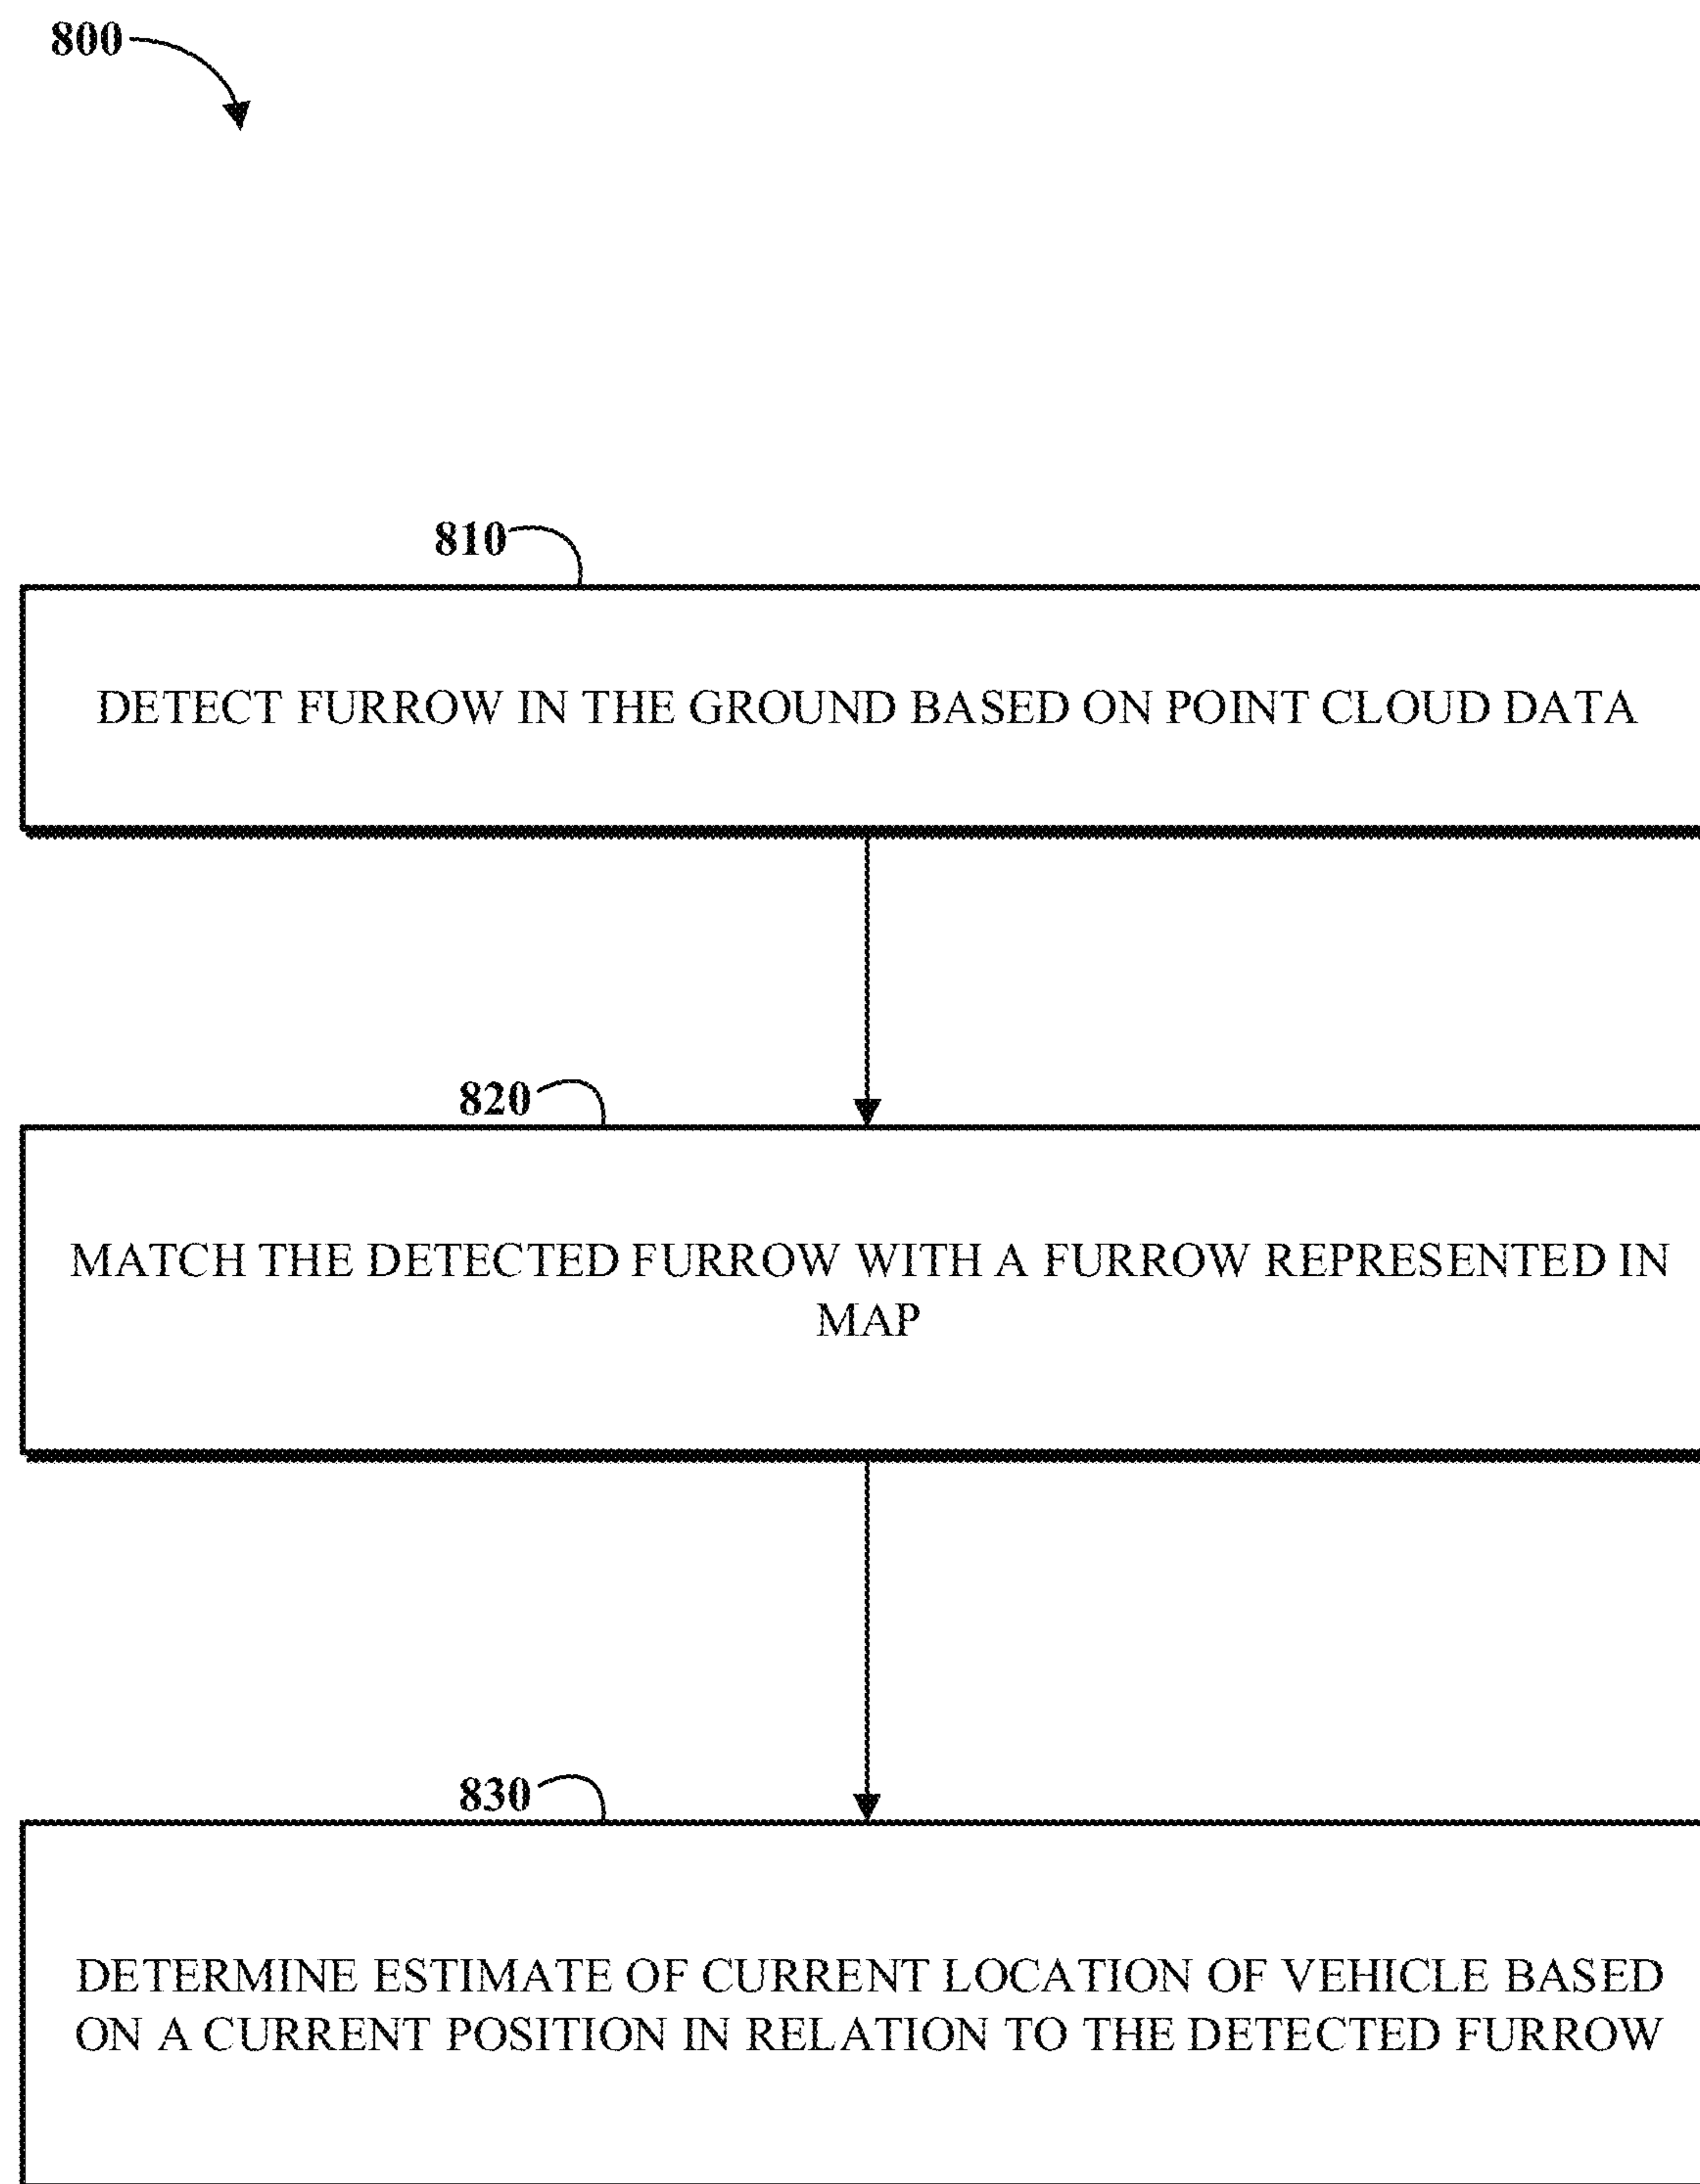 800
810
DETECT FURROW IN THE GROUND BASED ON POINT CLOUD DATA
820
MATCH THE DETECTED FURROW WITH A FURROW REPRESENTED IN
MAP
830
DETERMINE ESTIMATE OF CURRENT LOCATION OF VEHICLE BASED
ON A CURRENT POSITION IN RELATION TO THE DETECTED FURROW